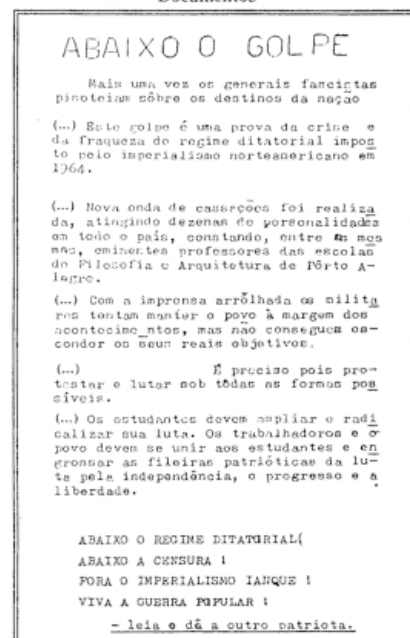 Documento5
ABAIXO O GOLPE
Mais uma vez os generais fascistas
pinoteiam sôbre os destinos da nação
(...) Este golpe é uma prova da crise e
da fraqueza do regime ditatorial impos
to pelo imperialismo norteamericano em
1964.
(...) Nova onda de cassações foi realiza
da, atingindo dezenas de personalidades
em todo o país, constando, entre as mes
mas, eminentes professores das escolas
de Filosofia e Arquitetura de Pôrto A-
legre.
(...) Com a imprensa arrôlhada os milita
res tentam manter o povo à margem dos
acontecime ntos, mas não conseguem es-
condor os seus reais objetivos.
(...) É preciso pois pro-
testar e lutar sob tôdas as formas pos
síveis.
(...) Os estudantes devem ampliar e radi
calizar sua luta. Os trabalhadores e o
povo devem se unir aos estudantes e en
grossar as fileiras patrióticas da lu-
ta pela independência, o progresso e a
liberdade.
ABAIXO O REGIME DITATORIAL(
ABAIXO A CENSURA !
FORA O IMPERIALISMO IANQUE !
VIVA A GUERRA POPULAR !
- leia e dê a outro patriota.